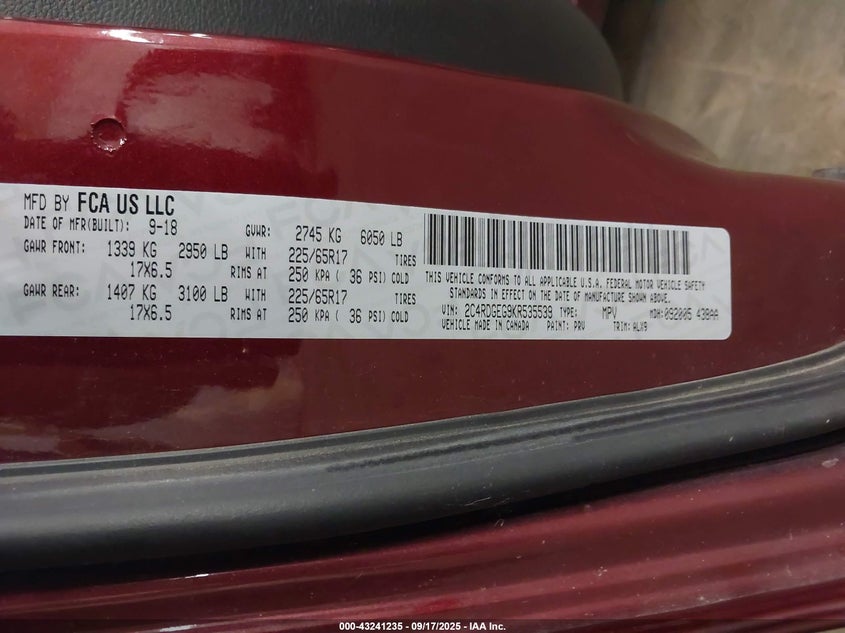 MFD BY FCA US LLC
DATE OF MFR(BUILT): 9-18 GVWR: 2745 KG 6050 LB
GAWR FRONT: 1339 KG 2950 LB WITH 225/65R17 TIRES
17X6.5 RIMS AT 250 KPA ( 36 PSI) COLD
GAWR REAR: 1407 KG 3100 LB WITH 225/65R17 TIRES
17X6.5 RIMS AT 250 KPA ( 36 PSI) COLD
THIS VEHICLE CONFORMS TO ALL APPLICABLE U.S.A. FEDERAL MOTOR VEHICLE SAFETY
STANDARDS IN EFFECT ON THE DATE OF MANUFACTURE SHOWN ABOVE.
VIN: 2C4RDGEG9KR535539 TYPE: MPV MDH: 092005 438AA
VEHICLE MADE IN CANADA PAINT: PRV TRIM: ALX9
000-43241235 - 09/17/2025 - IAA Inc.